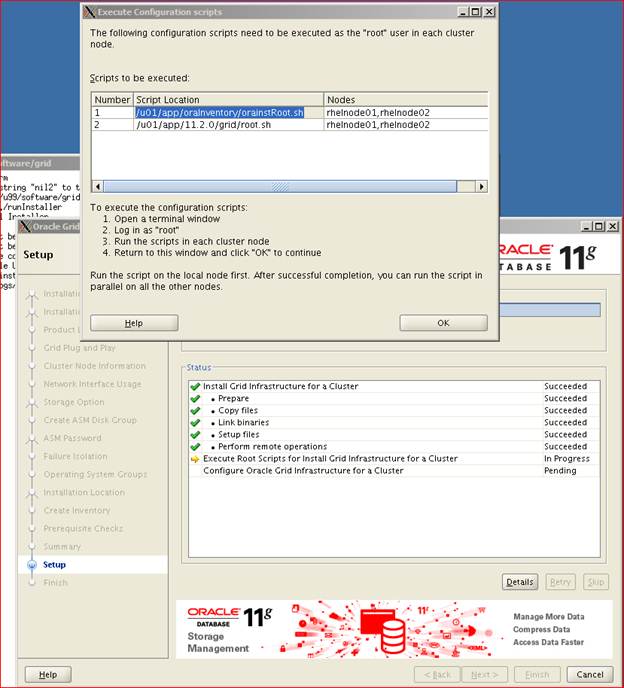 Execute Configuration scripts
The following configuration scripts need to be executed as the "root" user in each cluster
node.
Scripts to be executed:
Number Script Location Nodes
1 /u01/app/oraInventory/orainstRoot.sh rhelnode01,rhelnode02
2 /u01/app/11.2.0/grid/root.sh rhelnode01,rhelnode02
To execute the configuration scripts:
1. Open a terminal window
2. Log in as "root"
3. Run the scripts in each cluster node
4. Return to this window and click "OK" to continue
Run the script on the local node first. After successful completion, you can run the script in
parallel on all the other nodes.
Help OK
oftware/grid
string "nil2" to t
/u99/software/grid
./runInstaller
Oracle Grid
Setup
ORACLE
DATABASE 11g
Grid Plug and Play
Cluster Node Information
Network Interface Usage
Storage Option
Create ASM Disk Group
ASM Password
Failure Isolation
Operating System Groups
Installation Location
Create Inventory
Prerequisite Checks
Summary
Setup
Finish
Status
Install Grid Infrastructure for a Cluster Succeeded
• Prepare Succeeded
• Copy files Succeeded
• Link binaries Succeeded
• Setup files Succeeded
• Perform remote operations Succeeded
Execute Root Scripts for Install Grid Infrastructure for a Cluster In Progress
Configure Oracle Grid Infrastructure for a Cluster Pending
Details Retry Skip
ORACLE 11g
DATABASE
Storage
Management
11g
<XML>
Manage More Data
Compress Data
Access Data Faster
Help < Back Next > Finish Cancel